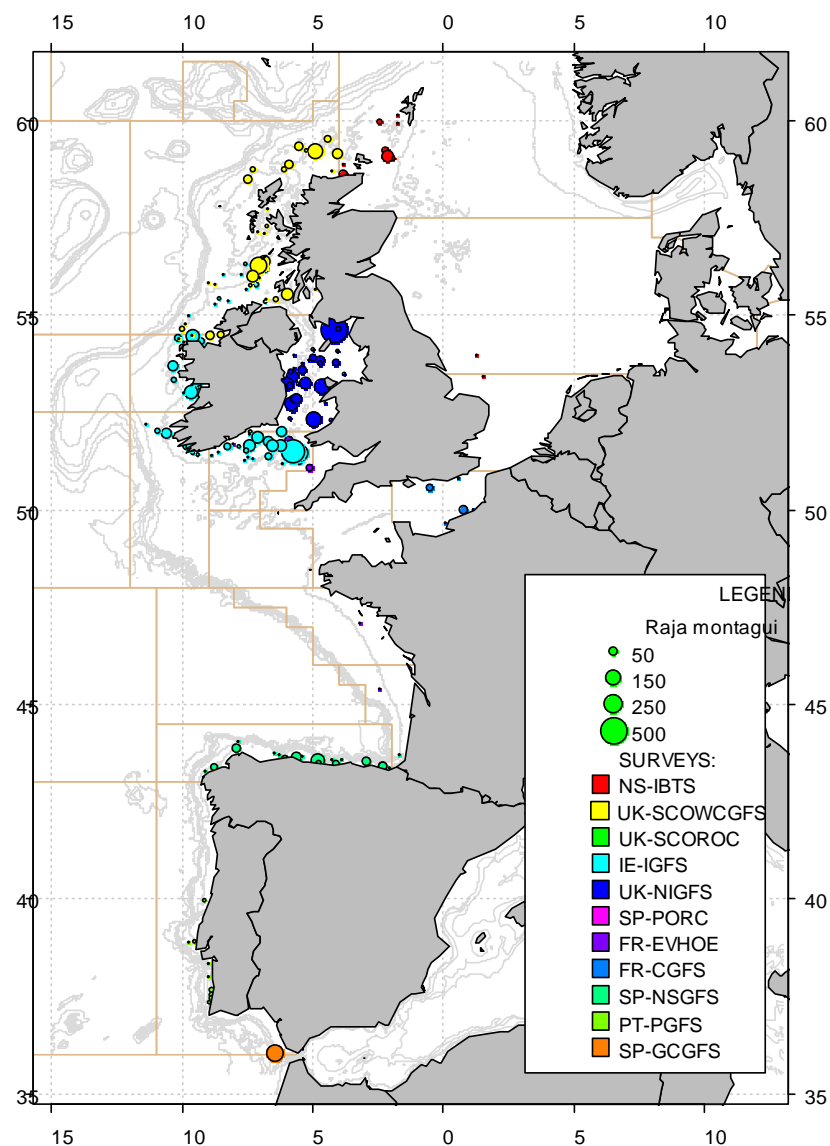 15 10 5 0 5 10
60 60
55 55
50 50
LEGEN
Raja montagui
50
150
45 45
250
500
SURVEYS:
NS-IBTS
UK-SCOWCGFS
UK-SCOROC
IE-IGFS
40 40
UK-NIGFS
SP-PORC
FR-EVHOE
FR-CGFS
SP-NSGFS
PT-PGFS
SP-GCGFS
35 35
15 10 5 0 5 10